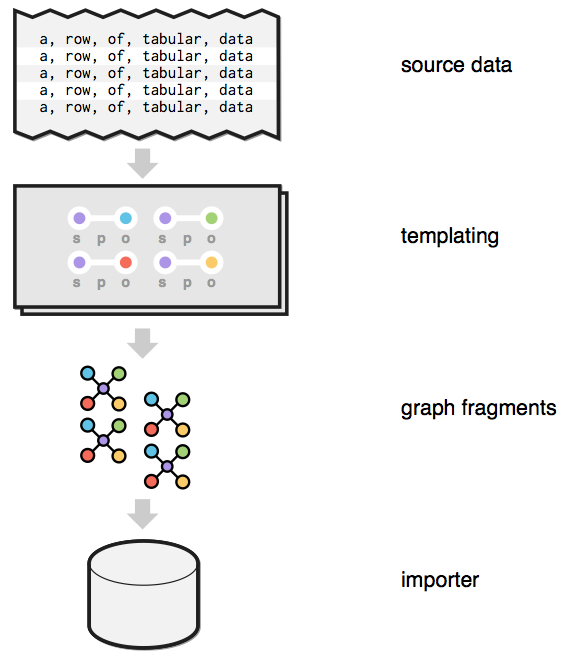 a, row, of, tabular, data
a, row, of, tabular, data
a, row, of, tabular, data
a, row, of, tabular, data
a, row, of, tabular, data
source data
s p o s p o
s p o s p o
templating
graph fragments
importer